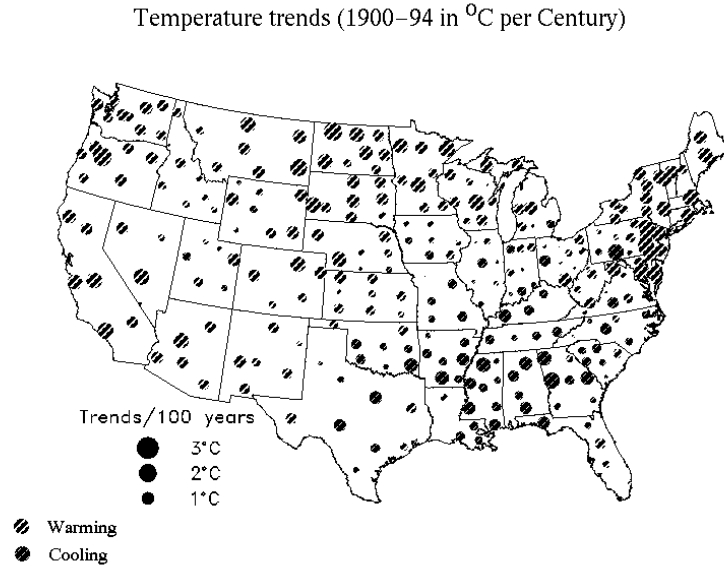 Temperature trends (1900–94 in °C per Century)
Trends/100 years
3°C
2°C
1°C
Warming
Cooling